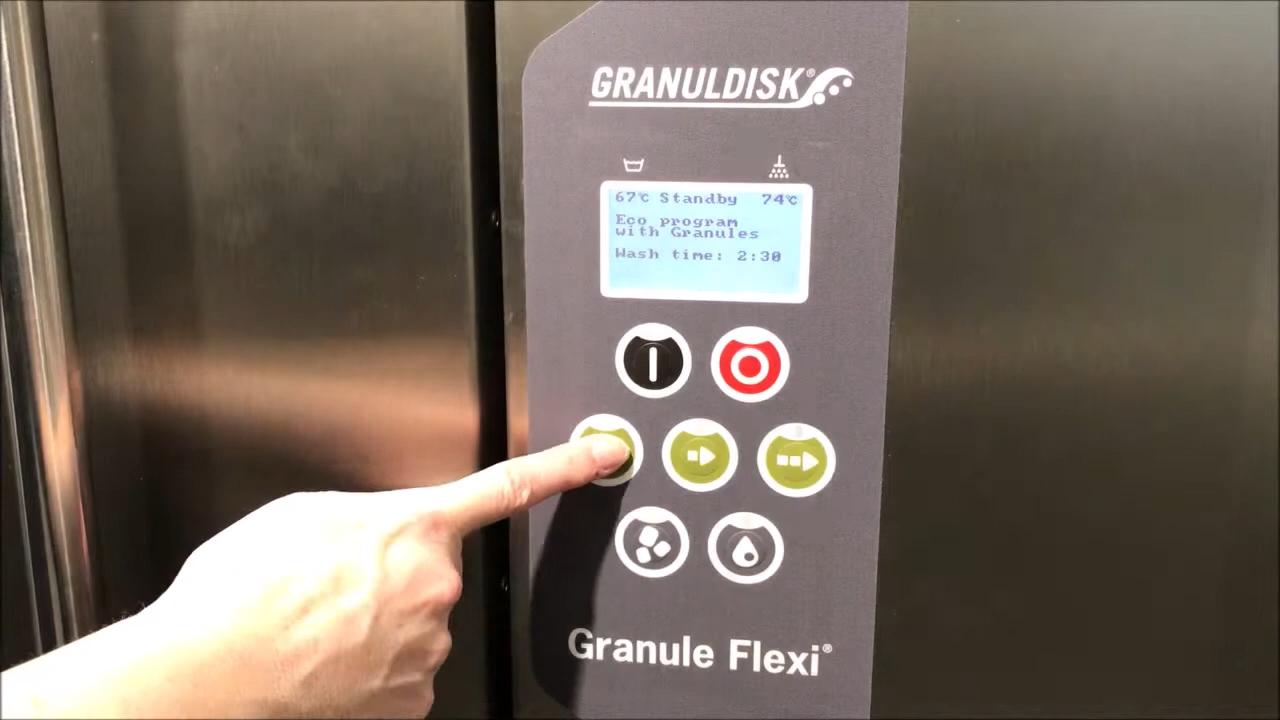 GRANULDISK®
67°C Standby 74°C
Eco program
with Granules
Wash time: 2:30
Granule Flexi®